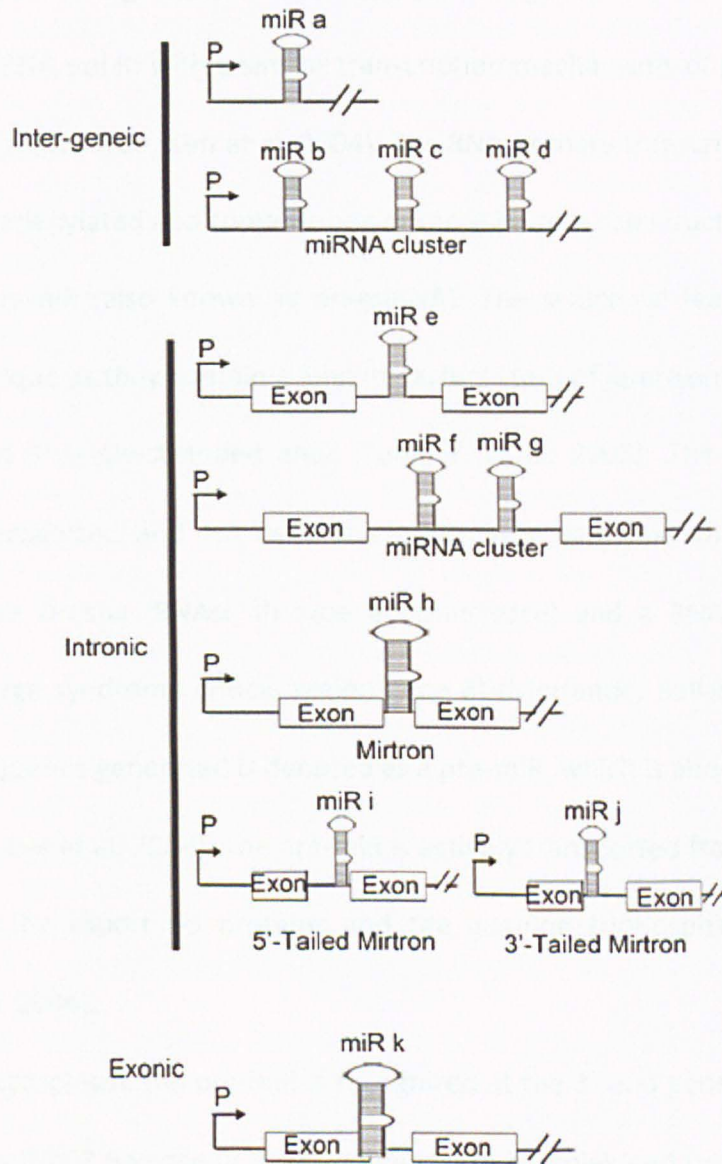 miR a
P
Inter-geneic
miR b miR c miR d
P
miRNA cluster
miR e
P
Exon Exon
miR f miR g
P
Exon Exon
miRNA cluster
miR h
Intronic
P
Exon Exon
Mirtron
miR i miR j
P P
Exon Exon Exon Exon
5'-Tailed Mirtron 3'-Tailed Mirtron
miR k
Exonic
P
Exon Exon